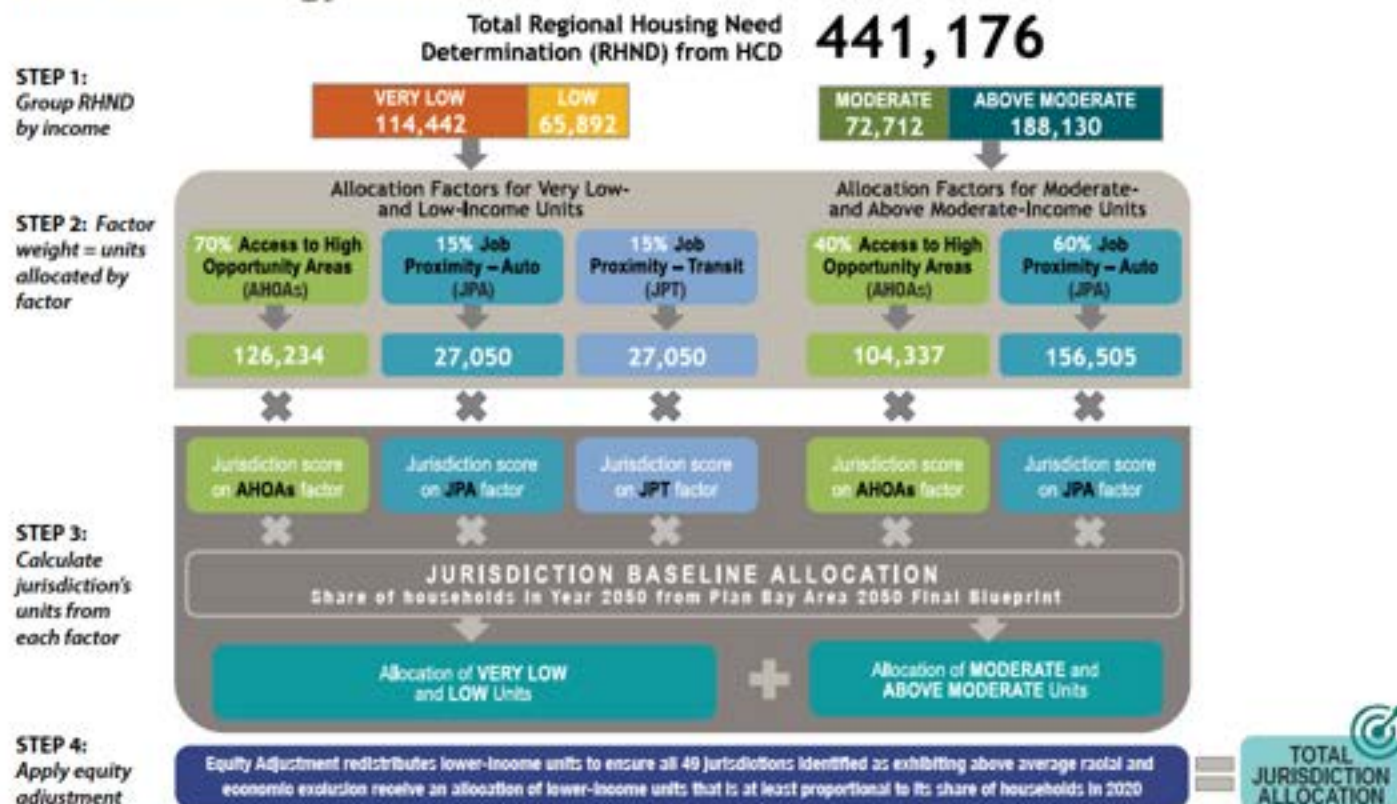 Total Regional Housing Need
Determination (RHND) from HCD
441,176
STEP 1:
Group RHND
by income
VERY LOW
114,442
LOW
65,892
MODERATE
72,712
ABOVE MODERATE
188,130
STEP 2: Factor
weight = units
allocated by
factor
Allocation Factors for Very Low-
and Low-Income Units
Allocation Factors for Moderate-
and Above Moderate-Income Units
70% Access to High
Opportunity Areas
(AHOAs)
15% Job
Proximity – Auto
(JPA)
15% Job
Proximity – Transit
(JPT)
40% Access to High
Opportunity Areas
(AHOAs)
60% Job
Proximity – Auto
(JPA)
126,234
27,050
27,050
104,337
156,505
STEP 3:
Calculate
jurisdiction's
units from
each factor
Jurisdiction score
on AHOAs factor
Jurisdiction score
on JPA factor
Jurisdiction score
on JPT factor
Jurisdiction score
on AHOAs factor
Jurisdiction score
on JPA factor
JURISDICTION BASELINE ALLOCATION
Share of households in Year 2050 from Plan Bay Area 2050 Final Blueprint
Allocation of VERY LOW
and LOW Units
Allocation of MODERATE and
ABOVE MODERATE Units
STEP 4:
Apply equity
adjustment
Equity Adjustment redistributes lower-income units to ensure all 49 jurisdictions identified as exhibiting above average racial and
economic exclusion receive an allocation of lower-income units that is at least proportional to its share of households in 2020
TOTAL
JURISDICTION
ALLOCATION